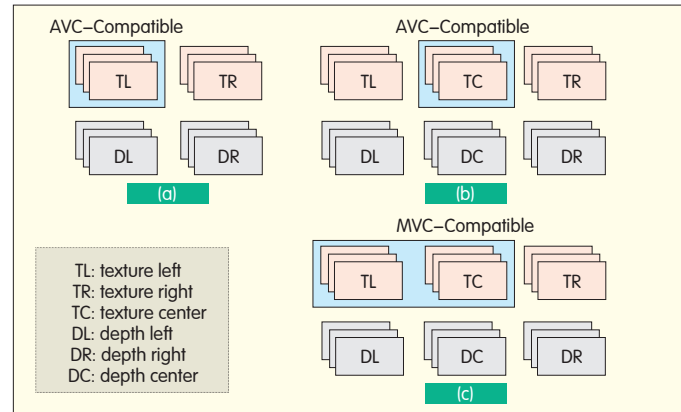 AVC–Compatible
TL
TR
DL
DR
(a)
AVC–Compatible
TL
TC
TR
DL
DC
DR
(b)
MVC–Compatible
TL
TC
TR
DL
DC
DR
(c)
TL: texture left
TR: texture right
TC: texture center
DL: depth left
DR: depth right
DC: depth center